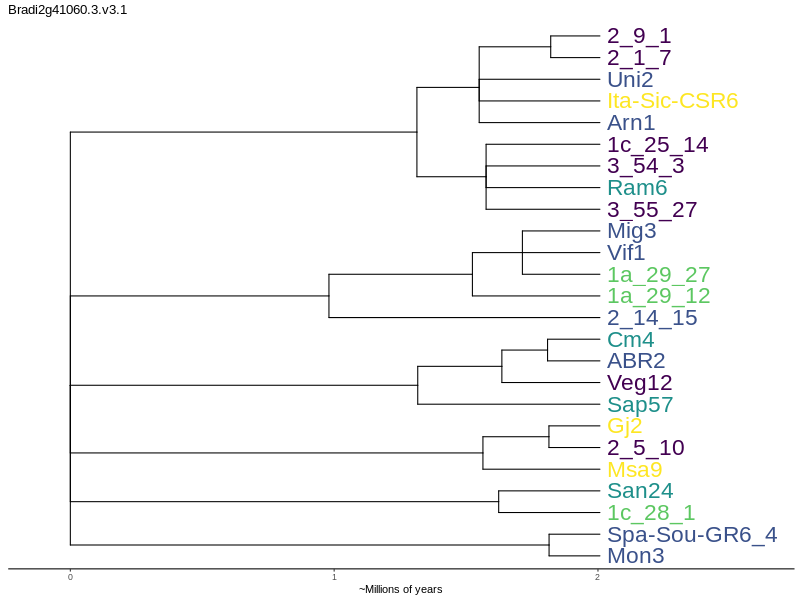 Bradi2g41060.3.v3.1
2_9_1
2_1_7
Uni2
Ita-Sic-CSR6
Arn1
1c_25_14
3_54_3
Ram6
3_55_27
Mig3
Vif1
1a_29_27
1a_29_12
2_14_15
Cm4
ABR2
Veg12
Sap57
Gj2
2_5_10
Msa9
San24
1c_28_1
Spa-Sou-GR6_4
Mon3
0 1 2
~Millions of years